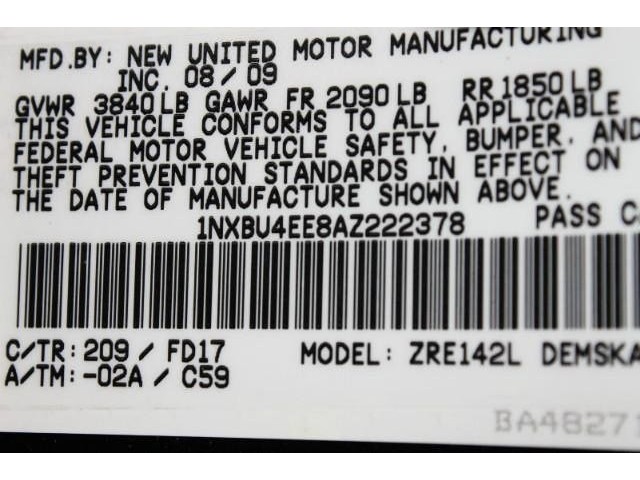 MFD.BY: NEW UNITED MOTOR MANUFACTURING
INC. 08/09
GVWR 3840LB GAWR FR 2090LB RR1850LB
THIS VEHICLE CONFORMS TO ALL APPLICABLE
FEDERAL MOTOR VEHICLE SAFETY, BUMPER, AND
THEFT PREVENTION STANDARDS IN EFFECT ON
THE DATE OF MANUFACTURE SHOWN ABOVE.
1NXBU4EE8AZ222378 PASS C
C/TR: 209 / FD17 MODEL: ZRE142L DEMSKA
A/TM: -02A / C59
BA48271